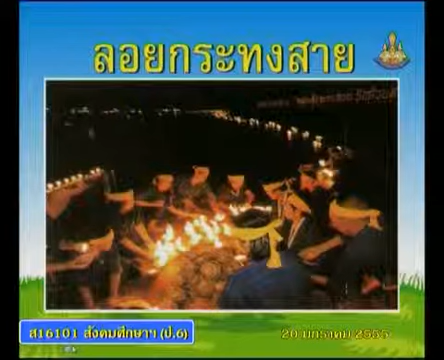 ลอยกระทงสาย
ส16101 สังคมศึกษาฯ (ป.6)
20 มกราคม 2555